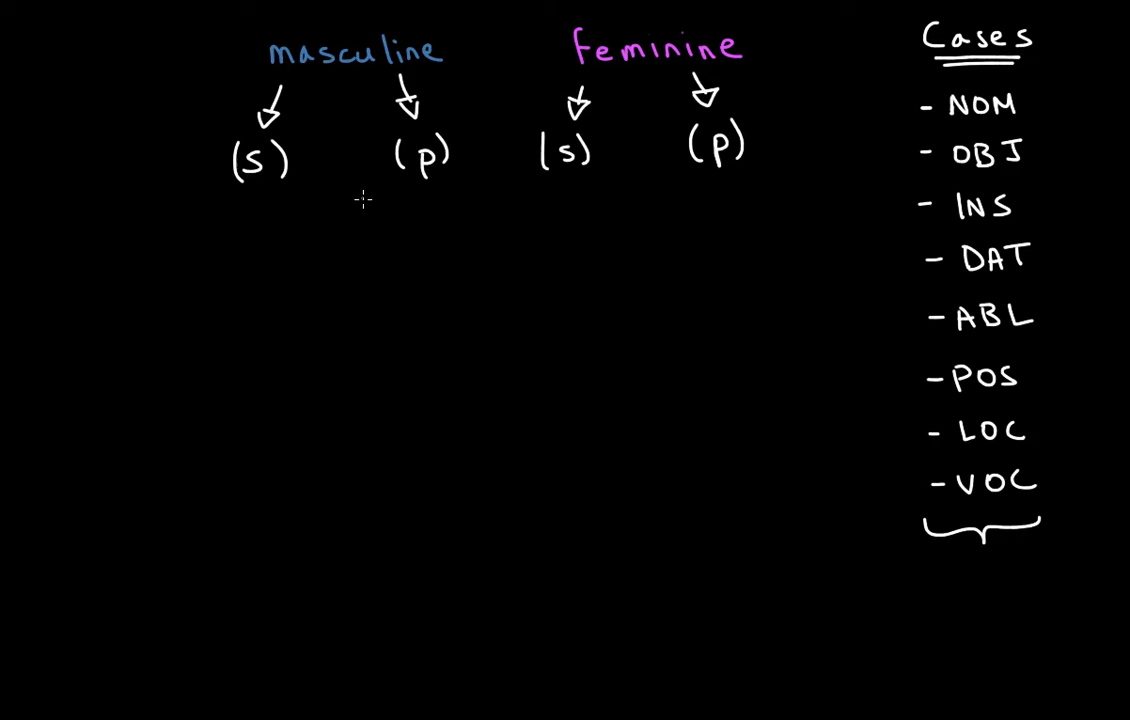 masculine feminine
(s) (p) (s) (p)
Cases
- NOM
- OBJ
- INS
- DAT
- ABL
- POS
- LOC
- VOC